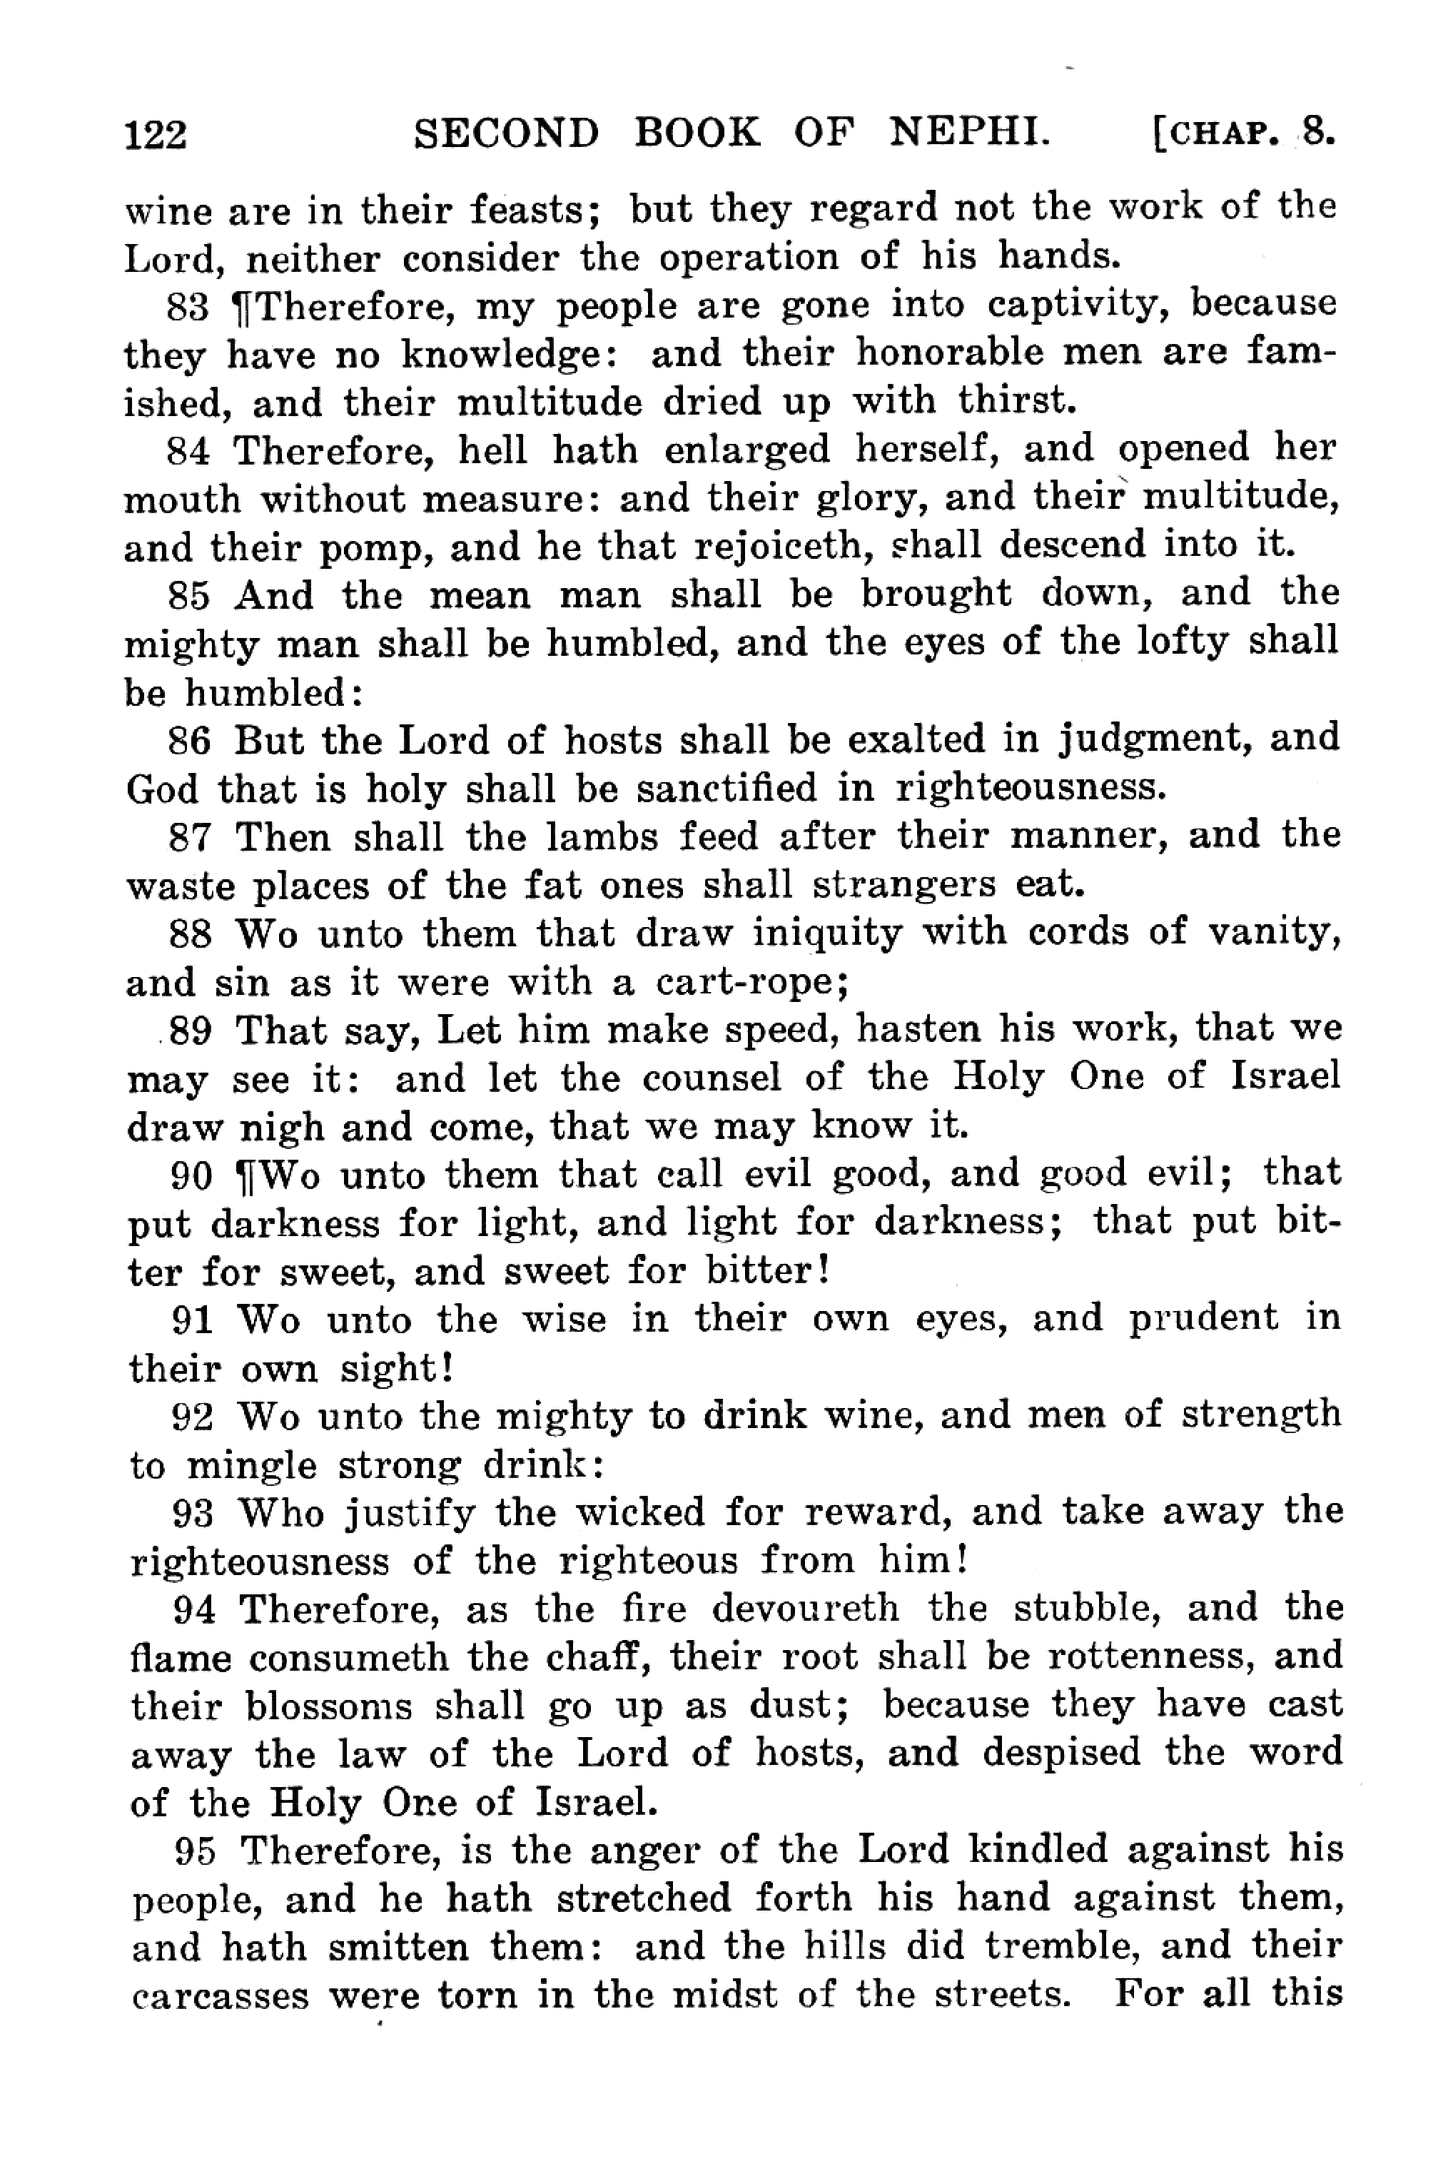 122 SECOND BOOK OF NEPHI. [CHAP. 8.
wine are in their feasts; but they regard not the work of the
Lord, neither consider the operation of his hands.
83 ¶Therefore, my people are gone into captivity, because
they have no knowledge: and their honorable men are fam-
ished, and their multitude dried up with thirst.
84 Therefore, hell hath enlarged herself, and opened her
mouth without measure: and their glory, and their multitude,
and their pomp, and he that rejoiceth, shall descend into it.
85 And the mean man shall be brought down, and the
mighty man shall be humbled, and the eyes of the lofty shall
be humbled:
86 But the Lord of hosts shall be exalted in judgment, and
God that is holy shall be sanctified in righteousness.
87 Then shall the lambs feed after their manner, and the
waste places of the fat ones shall strangers eat.
88 Wo unto them that draw iniquity with cords of vanity,
and sin as it were with a cart-rope;
89 That say, Let him make speed, hasten his work, that we
may see it: and let the counsel of the Holy One of Israel
draw nigh and come, that we may know it.
90 ¶Wo unto them that call evil good, and good evil; that
put darkness for light, and light for darkness; that put bit-
ter for sweet, and sweet for bitter!
91 Wo unto the wise in their own eyes, and prudent in
their own sight!
92 Wo unto the mighty to drink wine, and men of strength
to mingle strong drink:
93 Who justify the wicked for reward, and take away the
righteousness of the righteous from him!
94 Therefore, as the fire devoureth the stubble, and the
flame consumeth the chaff, their root shall be rottenness, and
their blossoms shall go up as dust; because they have cast
away the law of the Lord of hosts, and despised the word
of the Holy One of Israel.
95 Therefore, is the anger of the Lord kindled against his
people, and he hath stretched forth his hand against them,
and hath smitten them: and the hills did tremble, and their
carcasses were torn in the midst of the streets. For all this